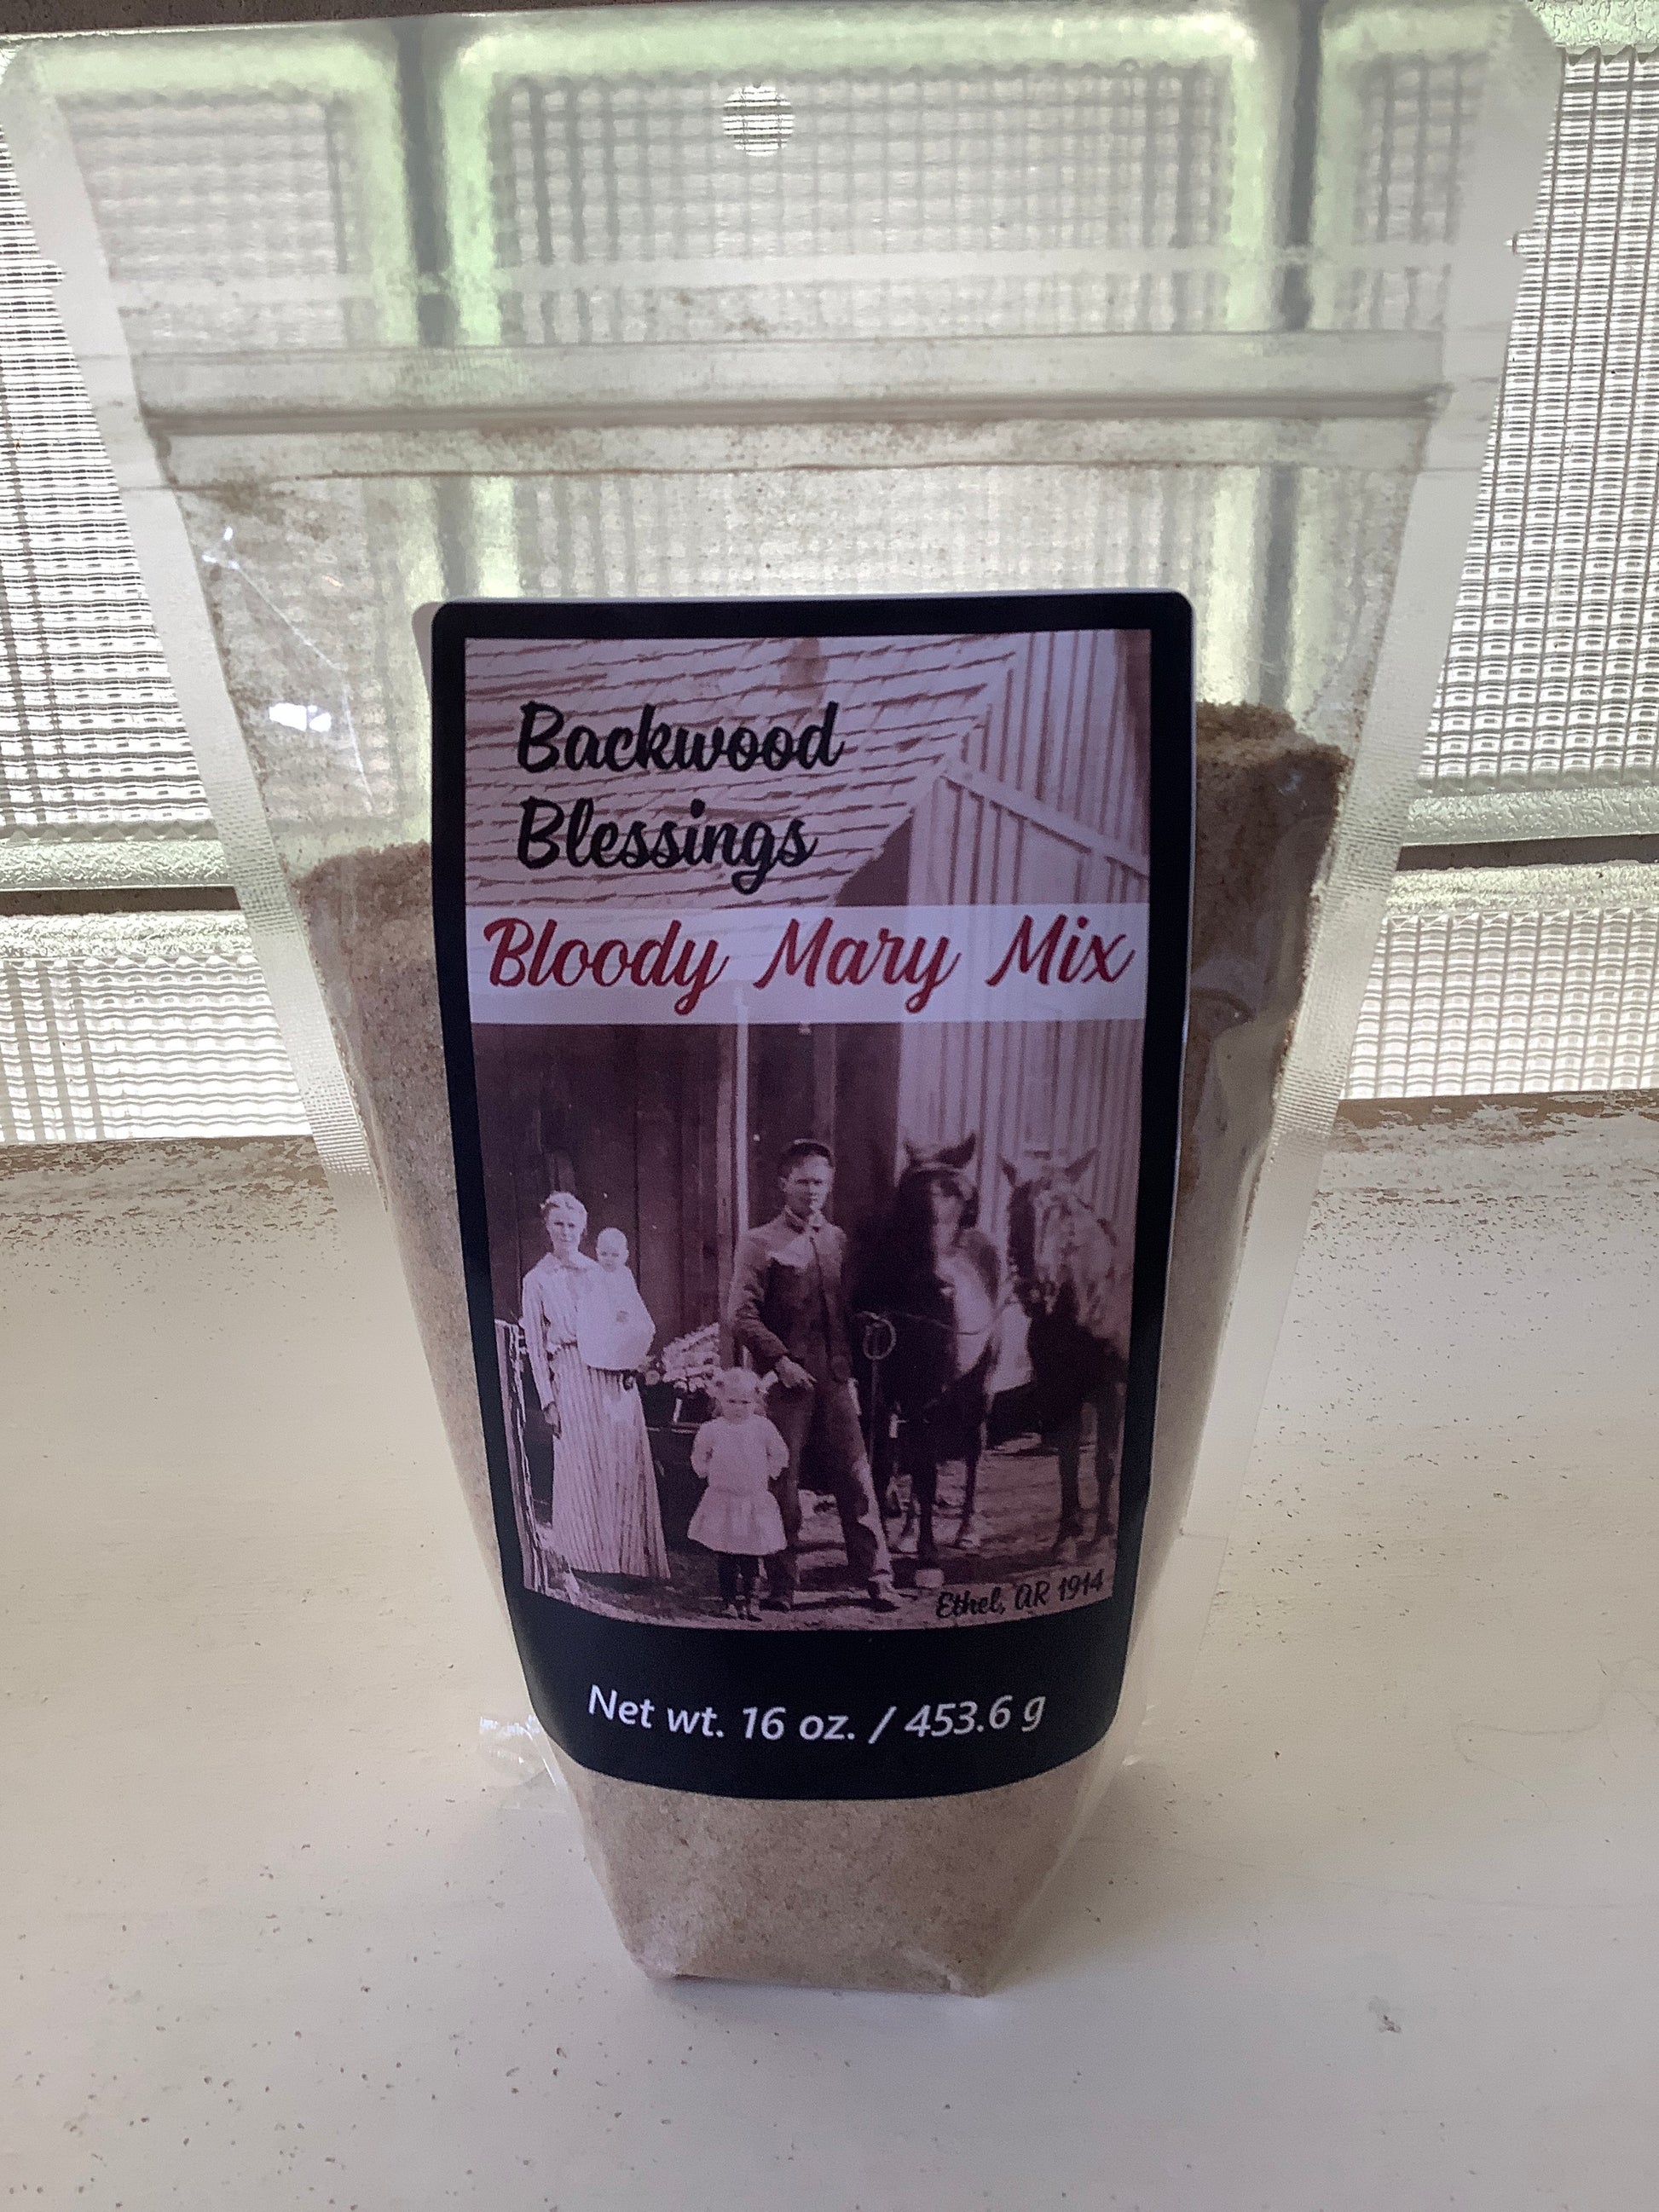 Backwood
Blessings
Bloody Mary Mix
Ethel, AR 1914
Net wt. 16 oz. / 453.6 g